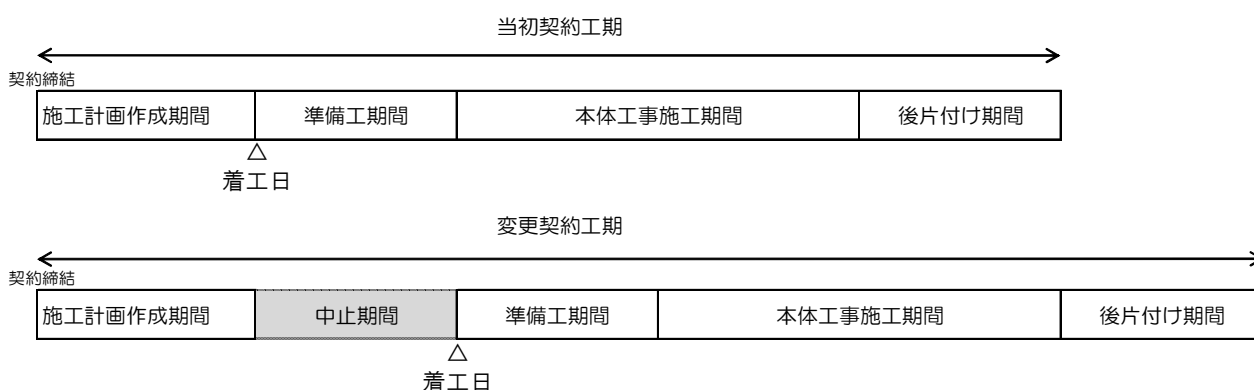 当初契約工期
契約締結
施工計画作成期間 準備工期間 本体工事施工期間 後片付け期間
△
着工日
変更契約工期
契約締結
施工計画作成期間 中止期間 準備工期間 本体工事施工期間 後片付け期間
△
着工日